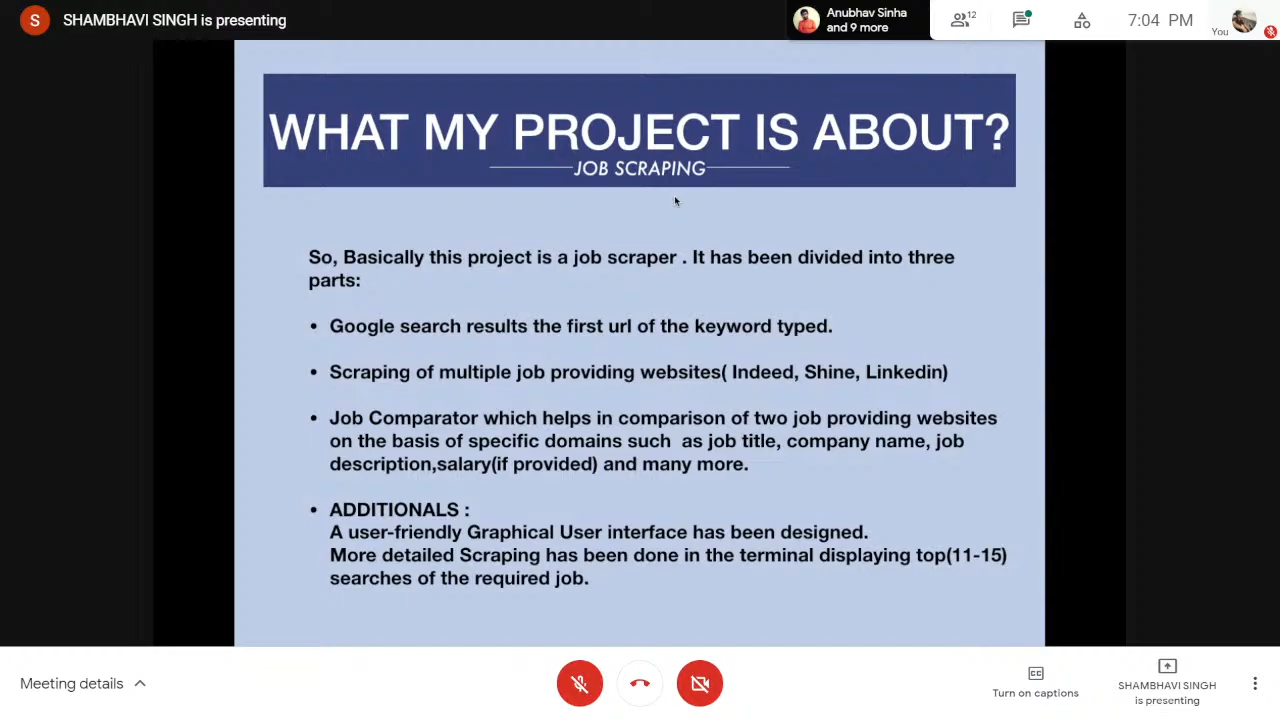 S SHAMBHAVI SINGH is presenting
Anubhav Sinha
and 9 more
12
7:04 PM
You
WHAT MY PROJECT IS ABOUT?
JOB SCRAPING
So, Basically this project is a job scraper . It has been divided into three
parts:
• Google search results the first url of the keyword typed.
• Scraping of multiple job providing websites( Indeed, Shine, Linkedin)
• Job Comparator which helps in comparison of two job providing websites
on the basis of specific domains such  as job title, company name, job
description,salary(if provided) and many more.
• ADDITIONALS :
A user-friendly Graphical User interface has been designed.
More detailed Scraping has been done in the terminal displaying top(11-15)
searches of the required job.
Meeting details
CC
Turn on captions
SHAMBHAVI SINGH
is presenting